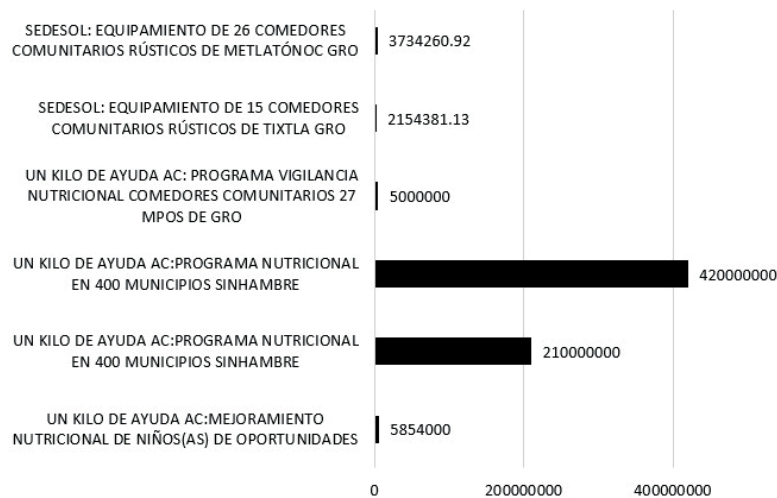 SEDESOL: EQUIPAMIENTO DE 26 COMEDORES
COMUNITARIOS RÚSTICOS DE METLATÓNOC GRO
3734260.92
SEDESOL: EQUIPAMIENTO DE 15 COMEDORES
COMUNITARIOS RÚSTICOS DE TIXTLA GRO
2154381.13
UN KILO DE AYUDA AC: PROGRAMA VIGILANCIA
NUTRICIONAL COMEDORES COMUNITARIOS 27
MPOS DE GRO
5000000
UN KILO DE AYUDA AC:PROGRAMA NUTRICIONAL
EN 400 MUNICIPIOS SINHAMBRE
420000000
UN KILO DE AYUDA AC:PROGRAMA NUTRICIONAL
EN 400 MUNICIPIOS SINHAMBRE
210000000
UN KILO DE AYUDA AC:MEJORAMIENTO
NUTRICIONAL DE NIÑOS(AS) DE OPORTUNIDADES
5854000
0 200000000 400000000